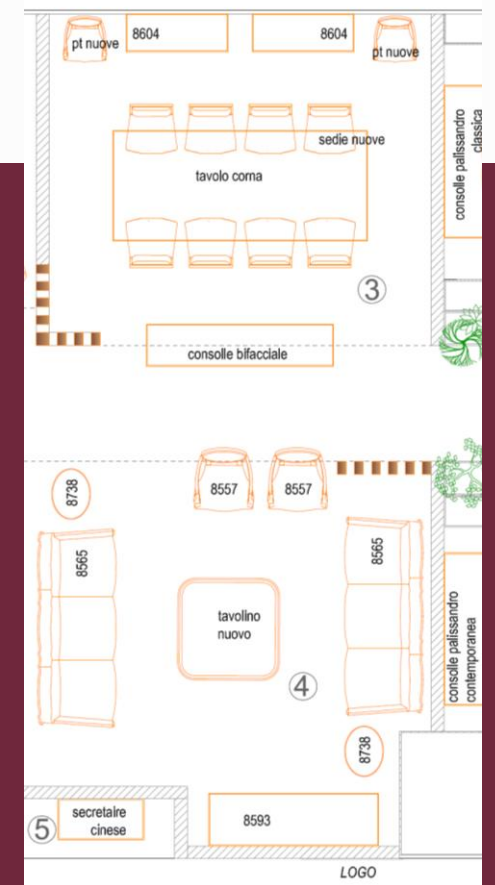 8604
8604
pt nuove
pt nuove
sedie nuove
tavolo corna
consolle palissandro
classica
3
consolle bifacciale
8738
8557
8557
8565
8565
tavolino
nuovo
consolle palissandro
contemporanea
4
8738
secretaire
cinese
5
8593
LOGO